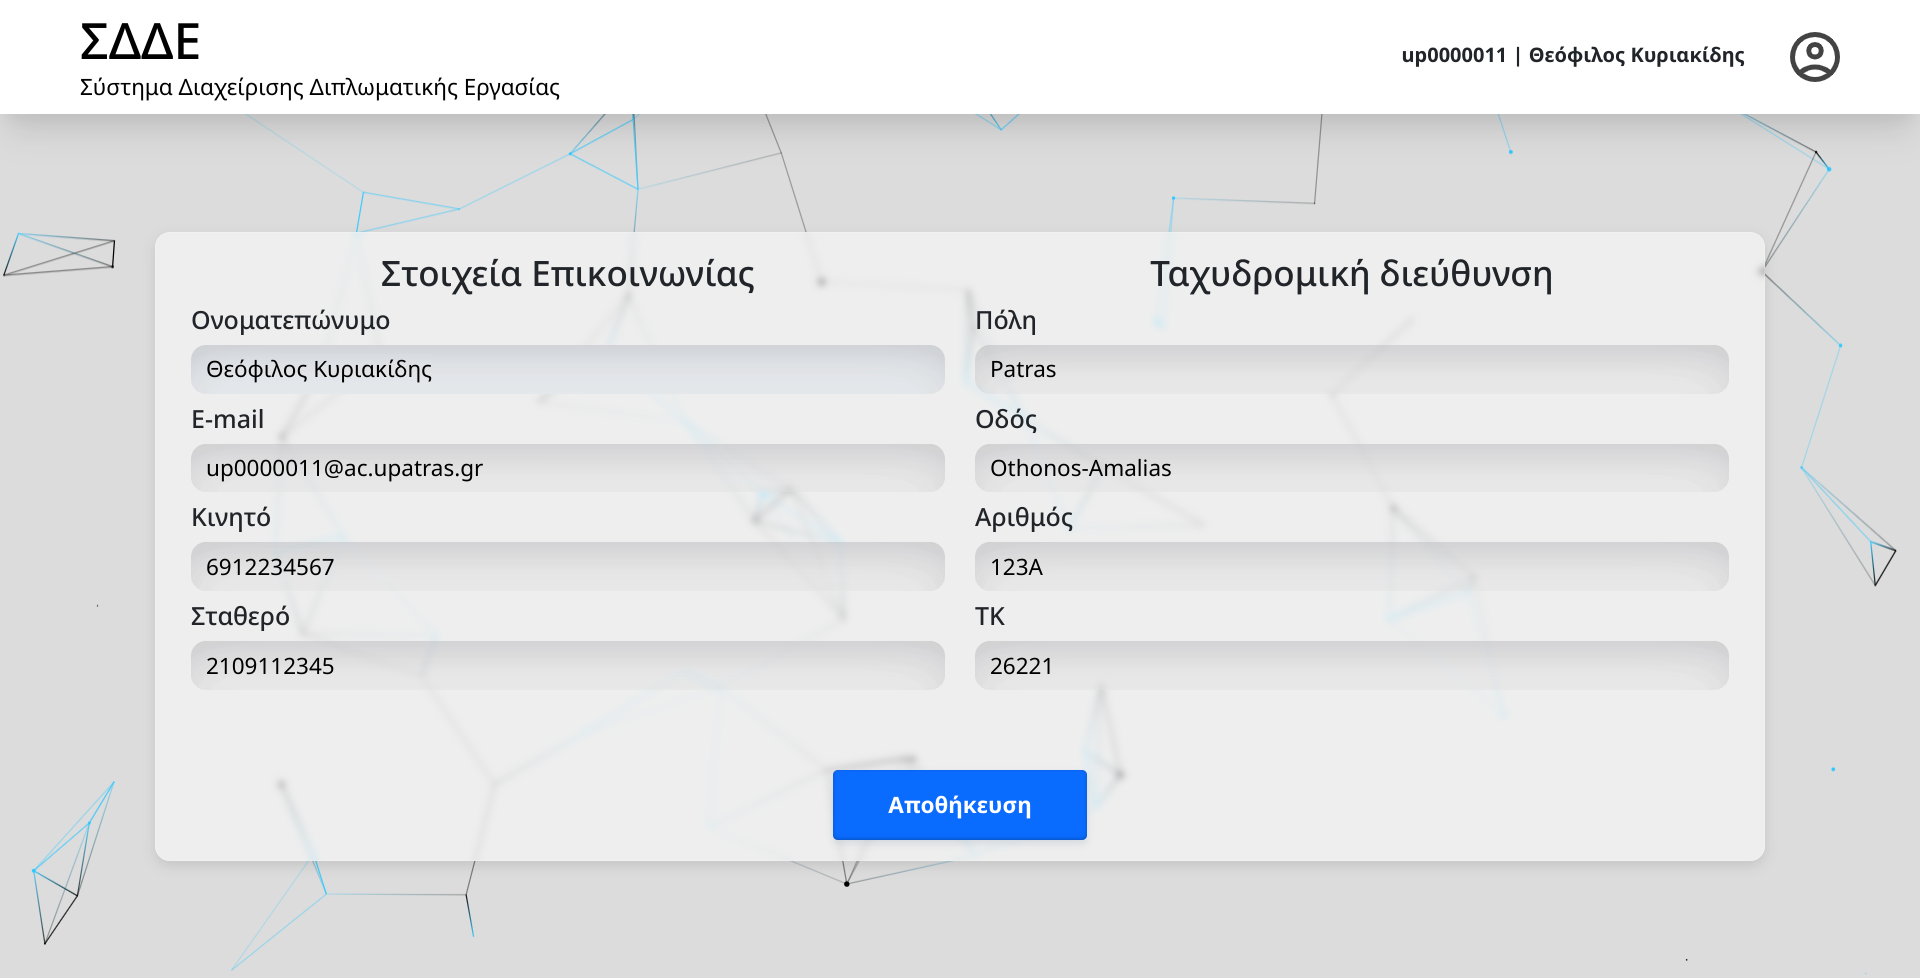 ΣΔΔΕ
Σύστημα Διαχείρισης Διπλωματικής Εργασίας
up0000011 | Θεόφιλος Κυριακίδης
Στοιχεία Επικοινωνίας
Ονοματεπώνυμο
Θεόφιλος Κυριακίδης
E-mail
up0000011@ac.upatras.gr
Κινητό
6912234567
Σταθερό
2109112345
Ταχυδρομική διεύθυνση
Πόλη
Patras
Οδός
Othonos-Amalias
Αριθμός
123A
ΤΚ
26221
Αποθήκευση